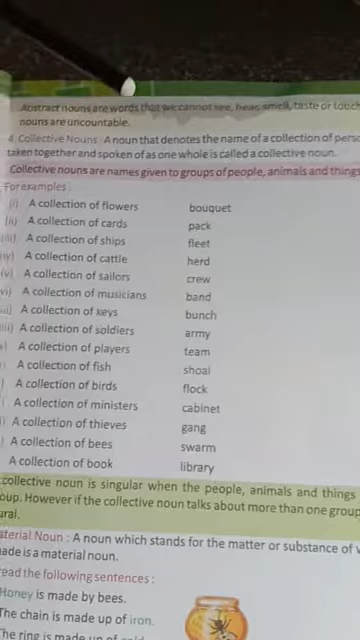 Abstract nouns are words that we cannot see, hear, smell, taste or touch
nouns are uncountable.
4. Collective Nouns : A noun that denotes the name of a collection of
taken together and spoken of as one whole is called a collective noun.
Collective nouns are names given to groups of people, animals and things
For examples :
(i) A collection of flowers bouquet
(ii) A collection of cards pack
(iii) A collection of ships fleet
(iv) A collection of cattle herd
(v) A collection of sailors crew
vi) A collection of musicians band
A collection of keys bunch
A collection of soldiers army
A collection of players team
A collection of fish shoal
A collection of birds flock
A collection of ministers cabinet
A collection of thieves gang
A collection of bees swarm
A collection of book library
collective noun is singular when the people, animals and things
However if the collective noun talks about more than one group
Noun : A noun which stands for the matter or substance of
is a material noun.
the following sentences :
Honey is made by bees.
The chain is made up of iron.
The ring is made up of